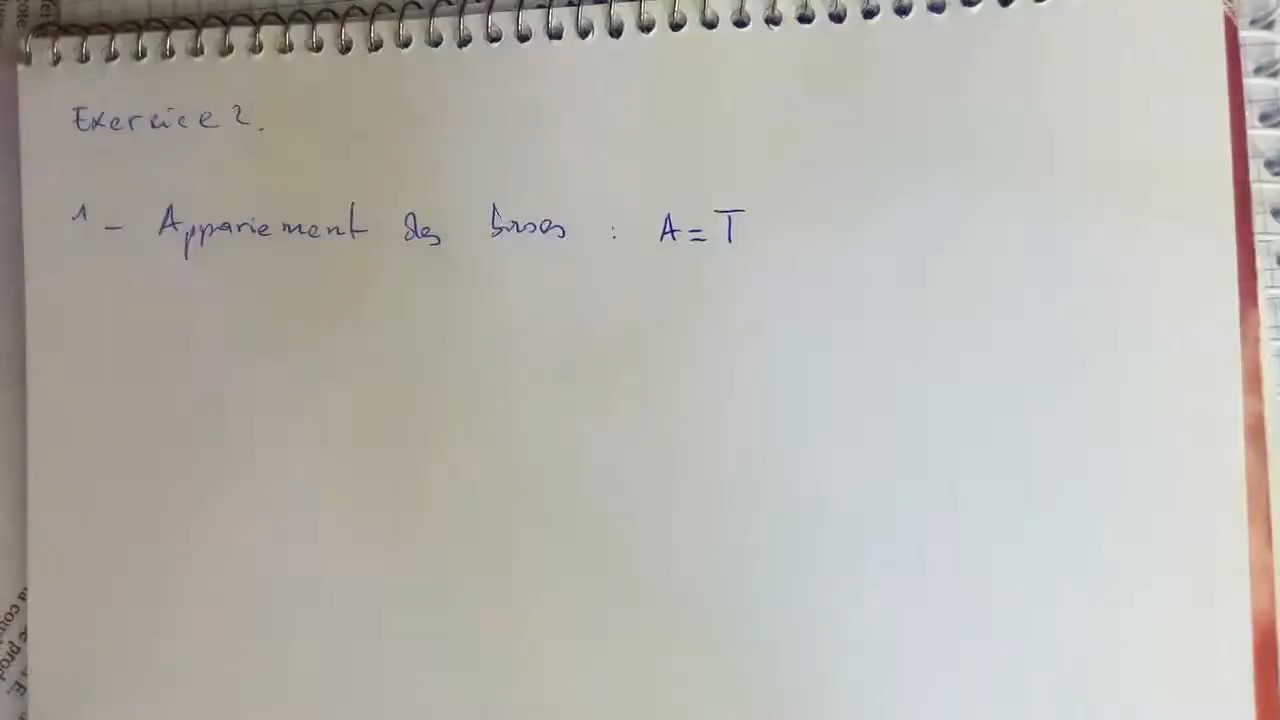 Exercice 2.
1 - Appariement des bases : A = T